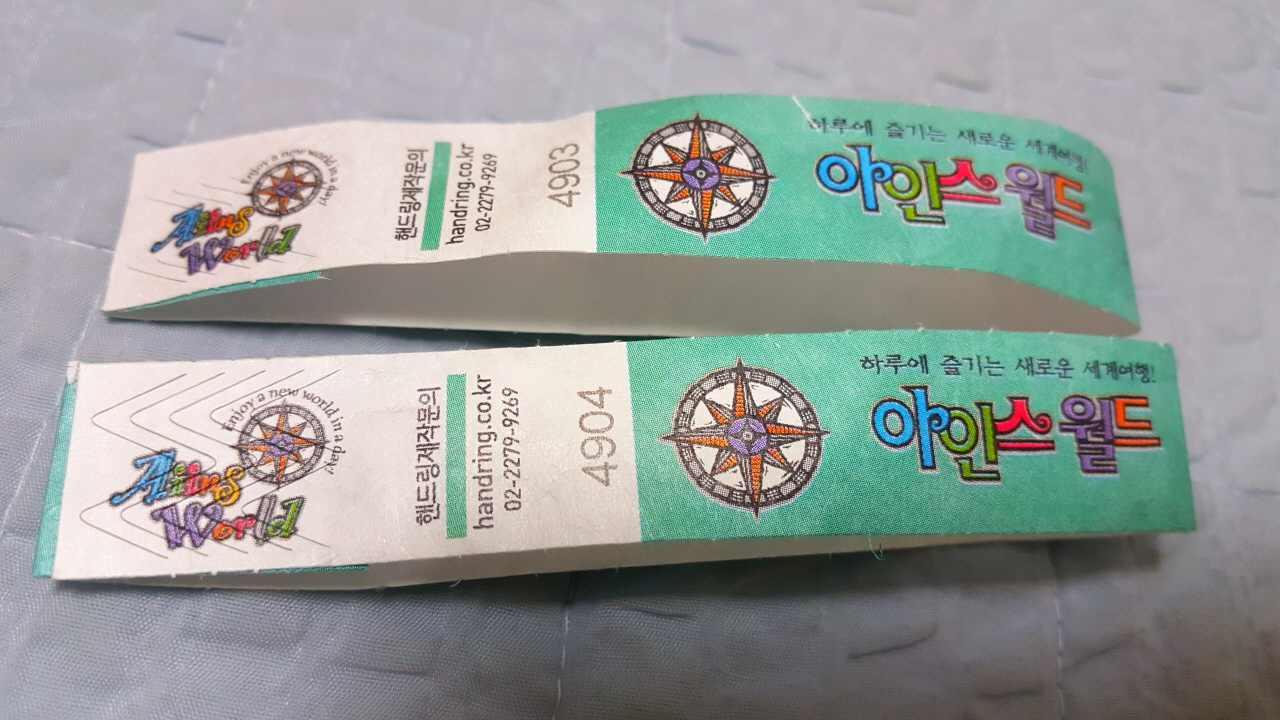 Enjoy a new world in a day!
Aiins
World
핸드링제작문의
handring.co.kr
02-2279-9269
4903
하루에 즐기는 새로운 세계여행!
아인스월드
Enjoy a new world in a day!
Aiins
World
핸드링제작문의
handring.co.kr
02-2279-9269
4904
하루에 즐기는 새로운 세계여행!
아인스월드